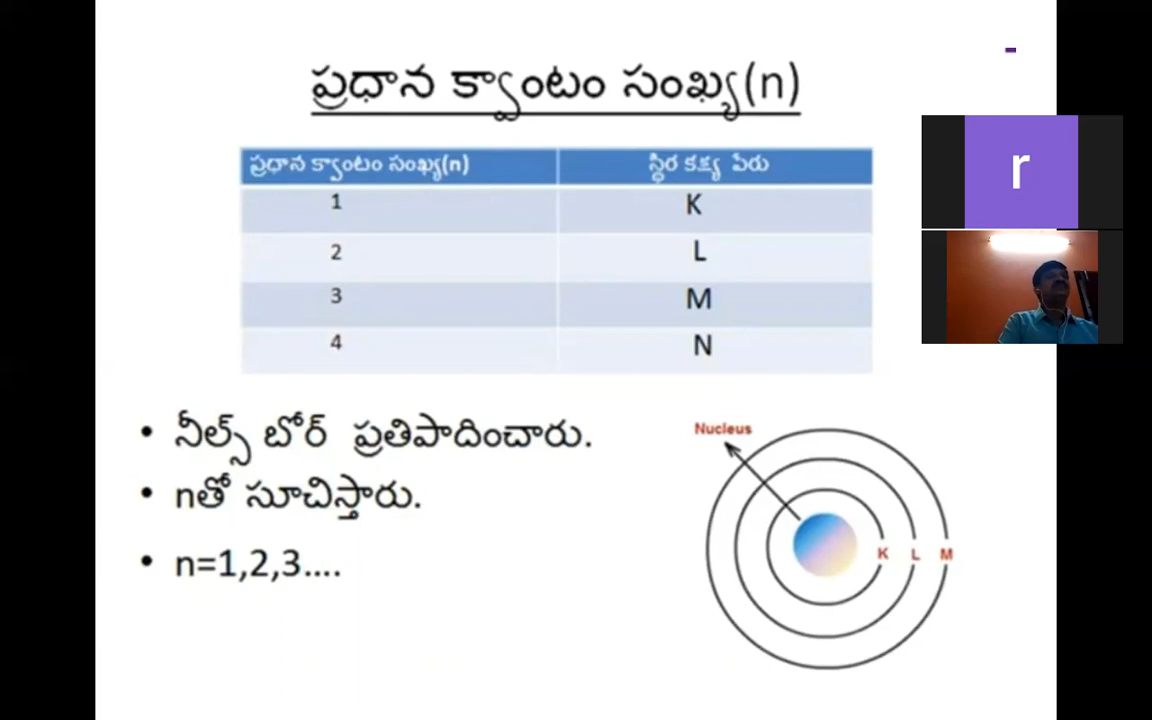 ప్రధాన క్వాంటం సంఖ్య(n)
ప్రధాన క్వాంటం సంఖ్య(n) స్థిర కక్ష్య పేరు
1 K
2 L
3 M
4 N
• నీల్స్ బోర్ ప్రతిపాదించారు.
• nతో సూచిస్తారు.
• n=1,2,3....
Nucleus
K L M
r